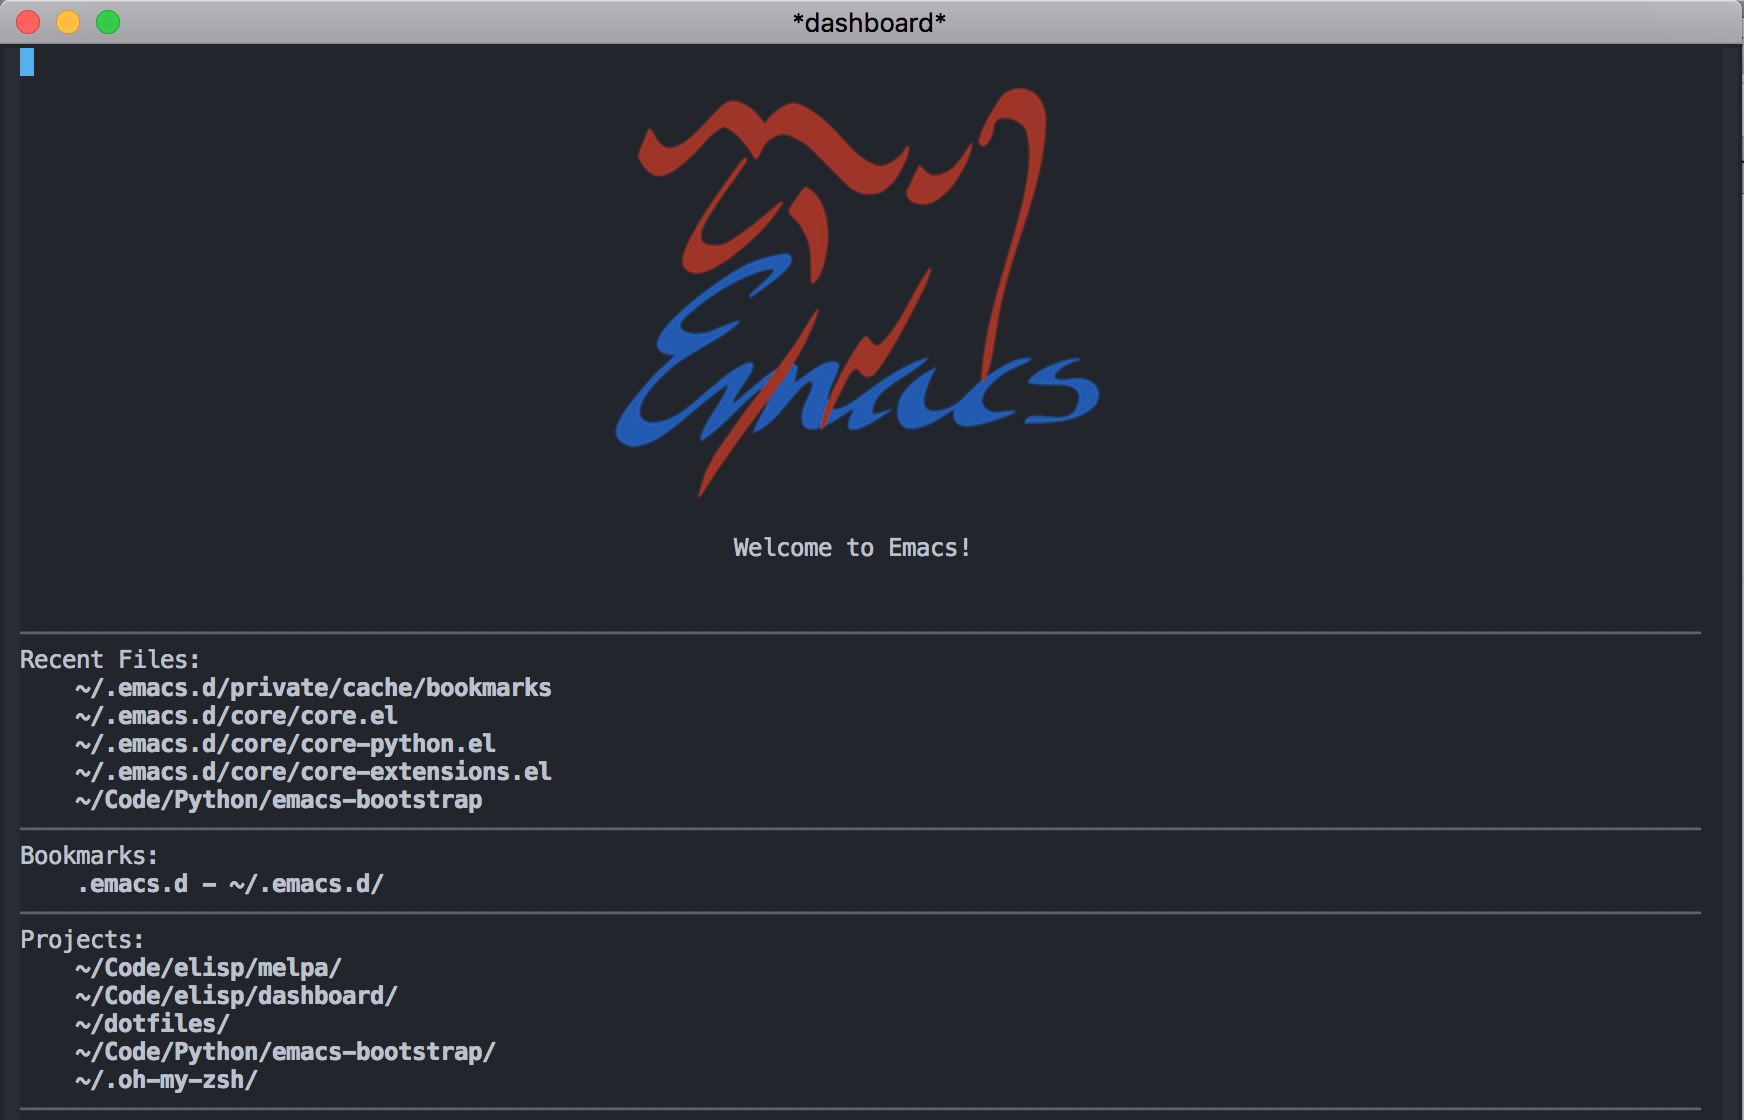 *dashboard*
Emacs
Welcome to Emacs!
Recent Files:
~/.emacs.d/private/cache/bookmarks
~/.emacs.d/core/core.el
~/.emacs.d/core/core-python.el
~/.emacs.d/core/core-extensions.el
~/Code/Python/emacs-bootstrap
Bookmarks:
.emacs.d - ~/.emacs.d/
Projects:
~/Code/elisp/melpa/
~/Code/elisp/dashboard/
~/dotfiles/
~/Code/Python/emacs-bootstrap/
~/.oh-my-zsh/